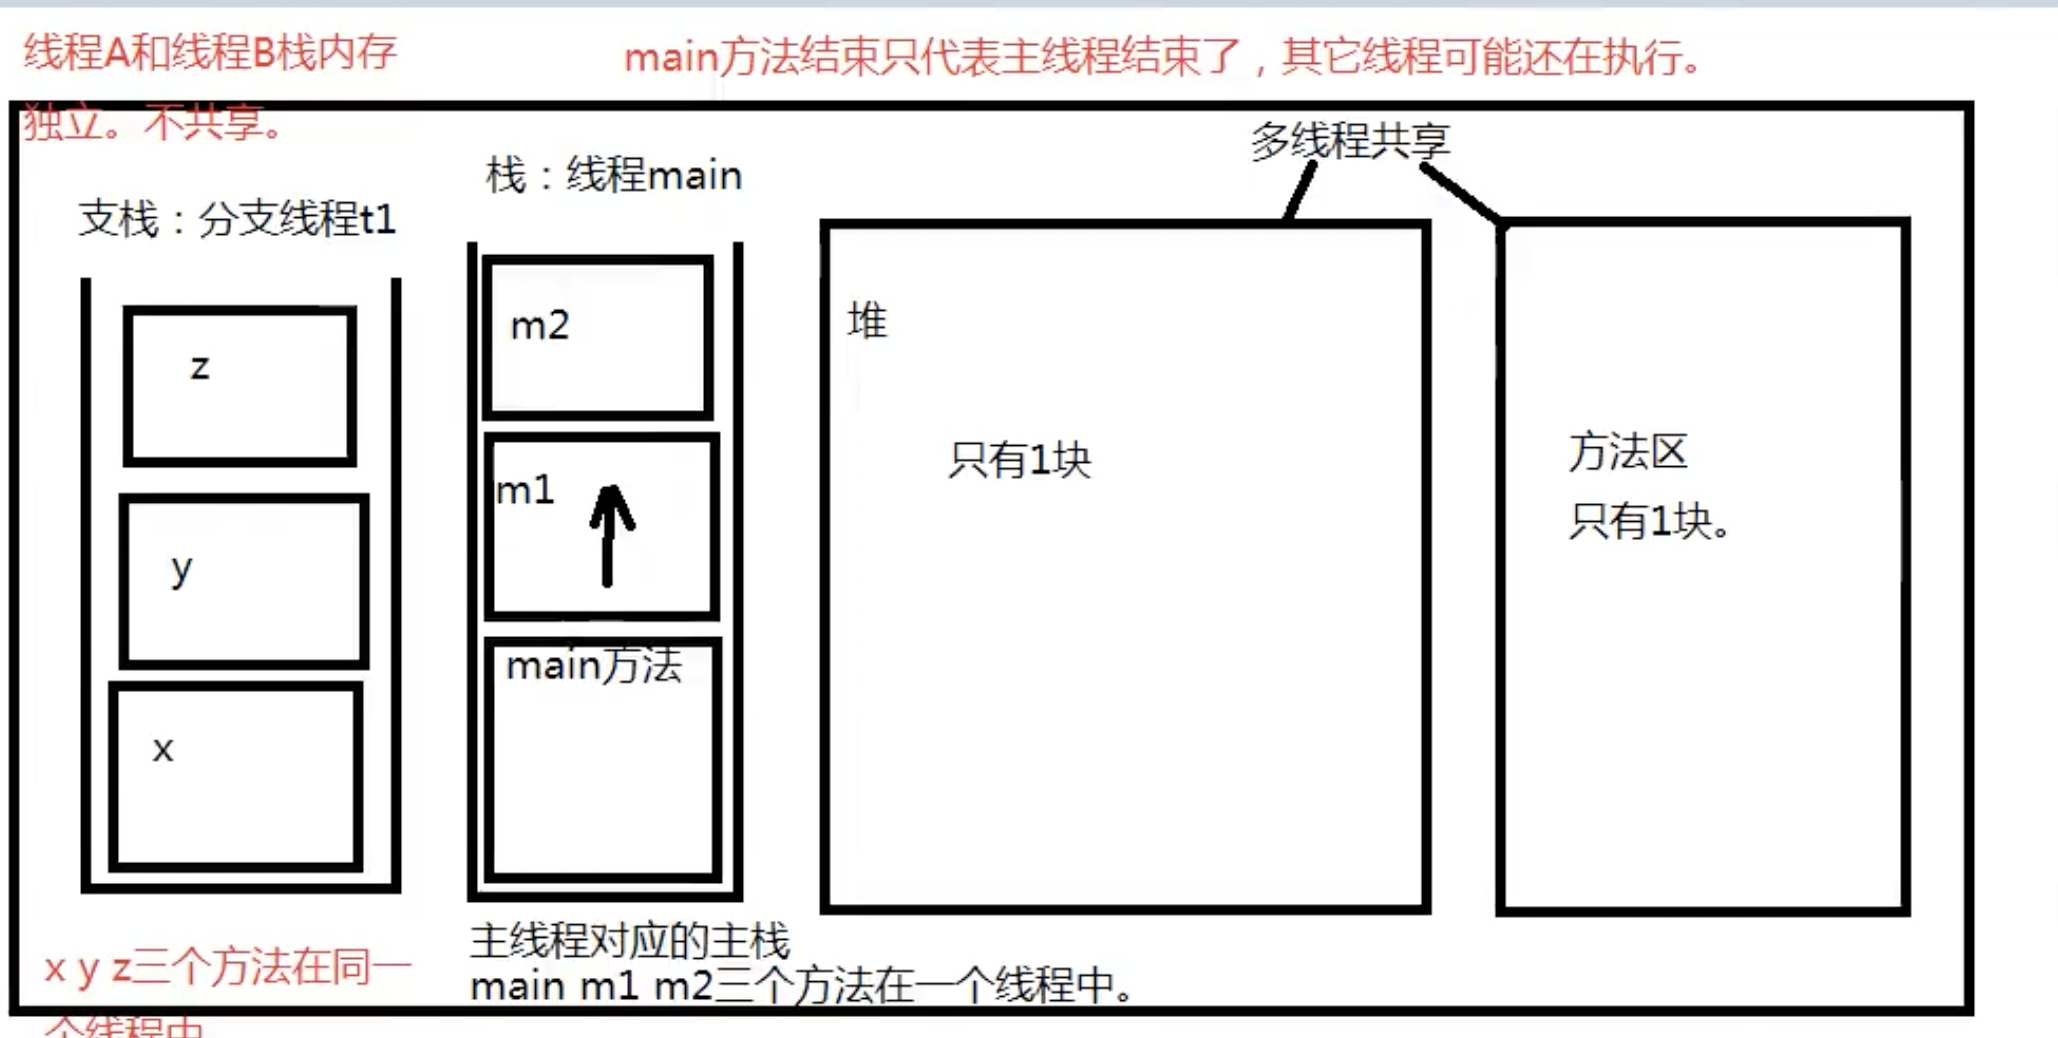 线程A和线程B栈内存
独立。不共享。
main方法结束只代表主线程结束了，其它线程可能还在执行。
多线程共享
支栈：分支线程t1
z
y
x
x y z三个方法在同一
个线程中
栈：线程main
m2
m1
main方法
主线程对应的主栈
main m1 m2三个方法在一个线程中。
堆
只有1块
方法区
只有1块。